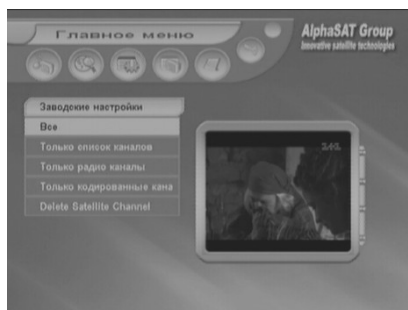 Главное меню
AlphaSAT Group
Innovative satellite technologies
Заводские настройки
Все
Только список каналов
Только радио каналы
Только кодированные кана
Delete Satellite Channel